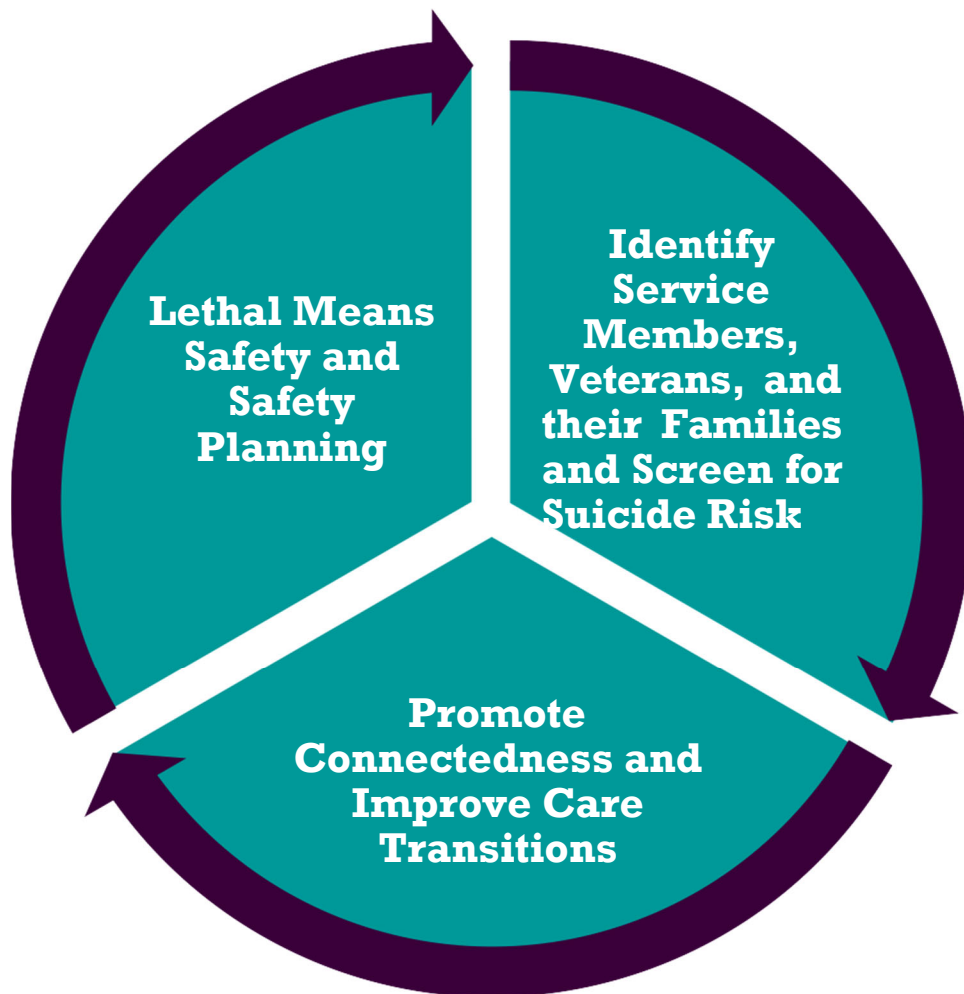 Identify
Service
Members,
Veterans, and
their Families
and Screen for
Suicide Risk
Promote
Connectedness and
Improve Care
Transitions
Lethal Means
Safety and
Safety
Planning